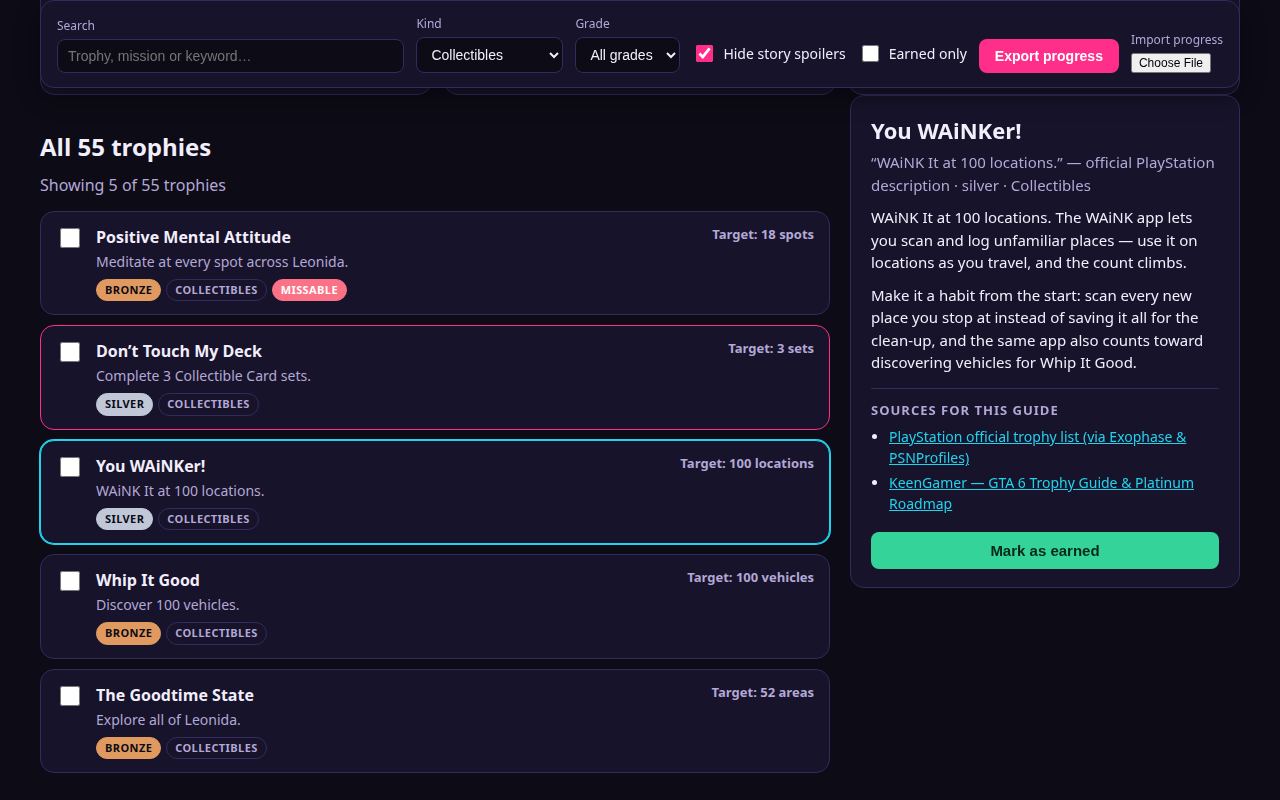 Search
Kind
Grade
Import progress
Trophy, mission or keyword…
Collectibles
All grades
Hide story spoilers
Earned only
Export progress
Choose File
All 55 trophies
Showing 5 of 55 trophies
Positive Mental Attitude
Target: 18 spots
Meditate at every spot across Leonida.
BRONZE
COLLECTIBLES
MISSABLE
Don’t Touch My Deck
Target: 3 sets
Complete 3 Collectible Card sets.
SILVER
COLLECTIBLES
You WAiNKer!
Target: 100 locations
WAiNK It at 100 locations.
SILVER
COLLECTIBLES
Whip It Good
Target: 100 vehicles
Discover 100 vehicles.
BRONZE
COLLECTIBLES
The Goodtime State
Target: 52 areas
Explore all of Leonida.
BRONZE
COLLECTIBLES
You WAiNKer!
“WAiNK It at 100 locations.” — official PlayStation
description · silver · Collectibles
WAiNK It at 100 locations. The WAiNK app lets
you scan and log unfamiliar places — use it on
locations as you travel, and the count climbs.
Make it a habit from the start: scan every new
place you stop at instead of saving it all for the
clean-up, and the same app also counts toward
discovering vehicles for Whip It Good.
SOURCES FOR THIS GUIDE
PlayStation official trophy list (via Exophase &
PSNProfiles)
KeenGamer — GTA 6 Trophy Guide & Platinum
Roadmap
Mark as earned